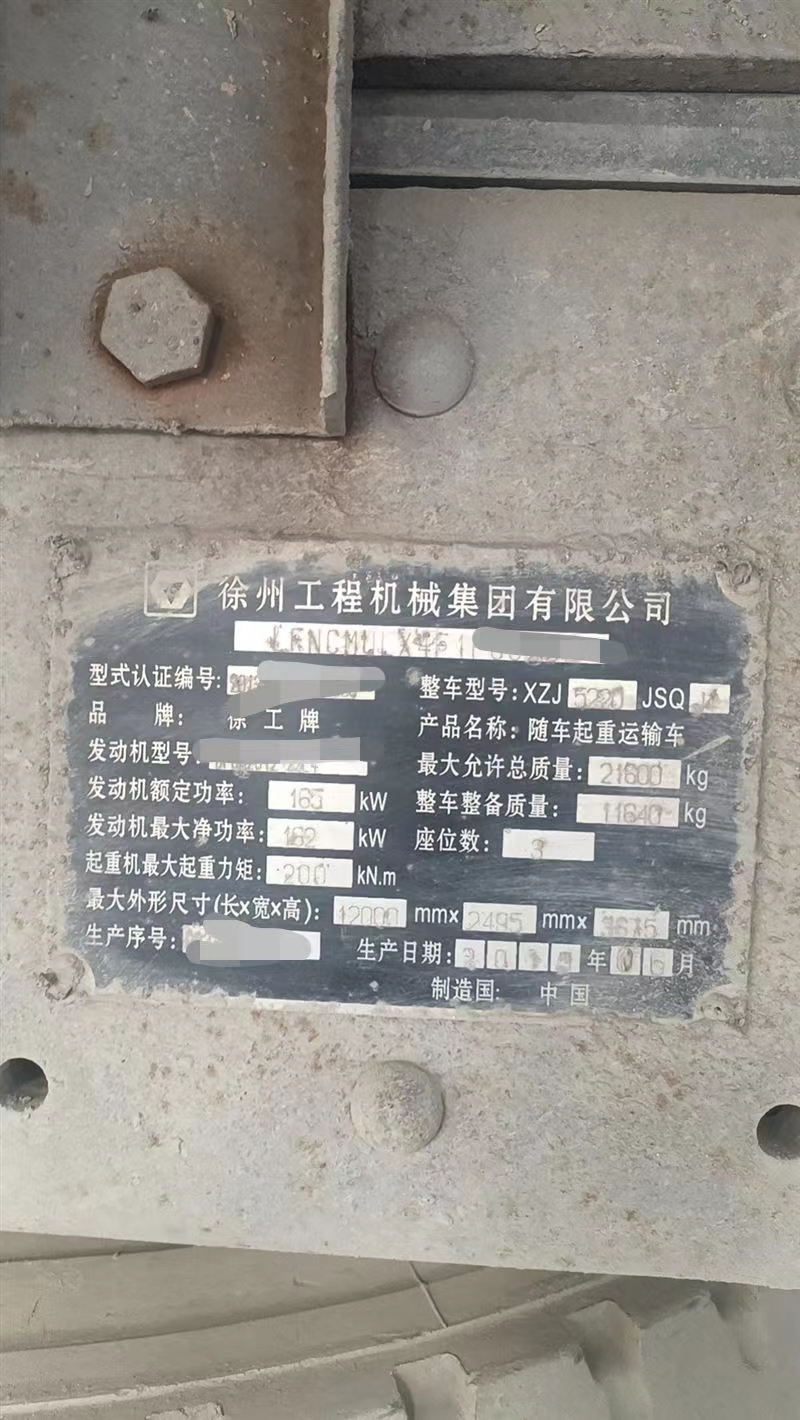 徐州工程机械集团有限公司
型式认证编号:
整车型号: XZJ JSQ
品 牌: 徐工牌
产品名称: 随车起重运输车
发动机型号
最大允许总质量: 21600 kg
发动机额定功率: 165 kW
整车整备质量: 11640 kg
发动机最大净功率: 162 kW
座位数: 3
起重机最大起重力矩: 200 kN.m
最大外形尺寸(长x宽x高): 12000 mmx 2495 mmx mm
生产序号:
生产日期: 年 06 月
制造国: 中国